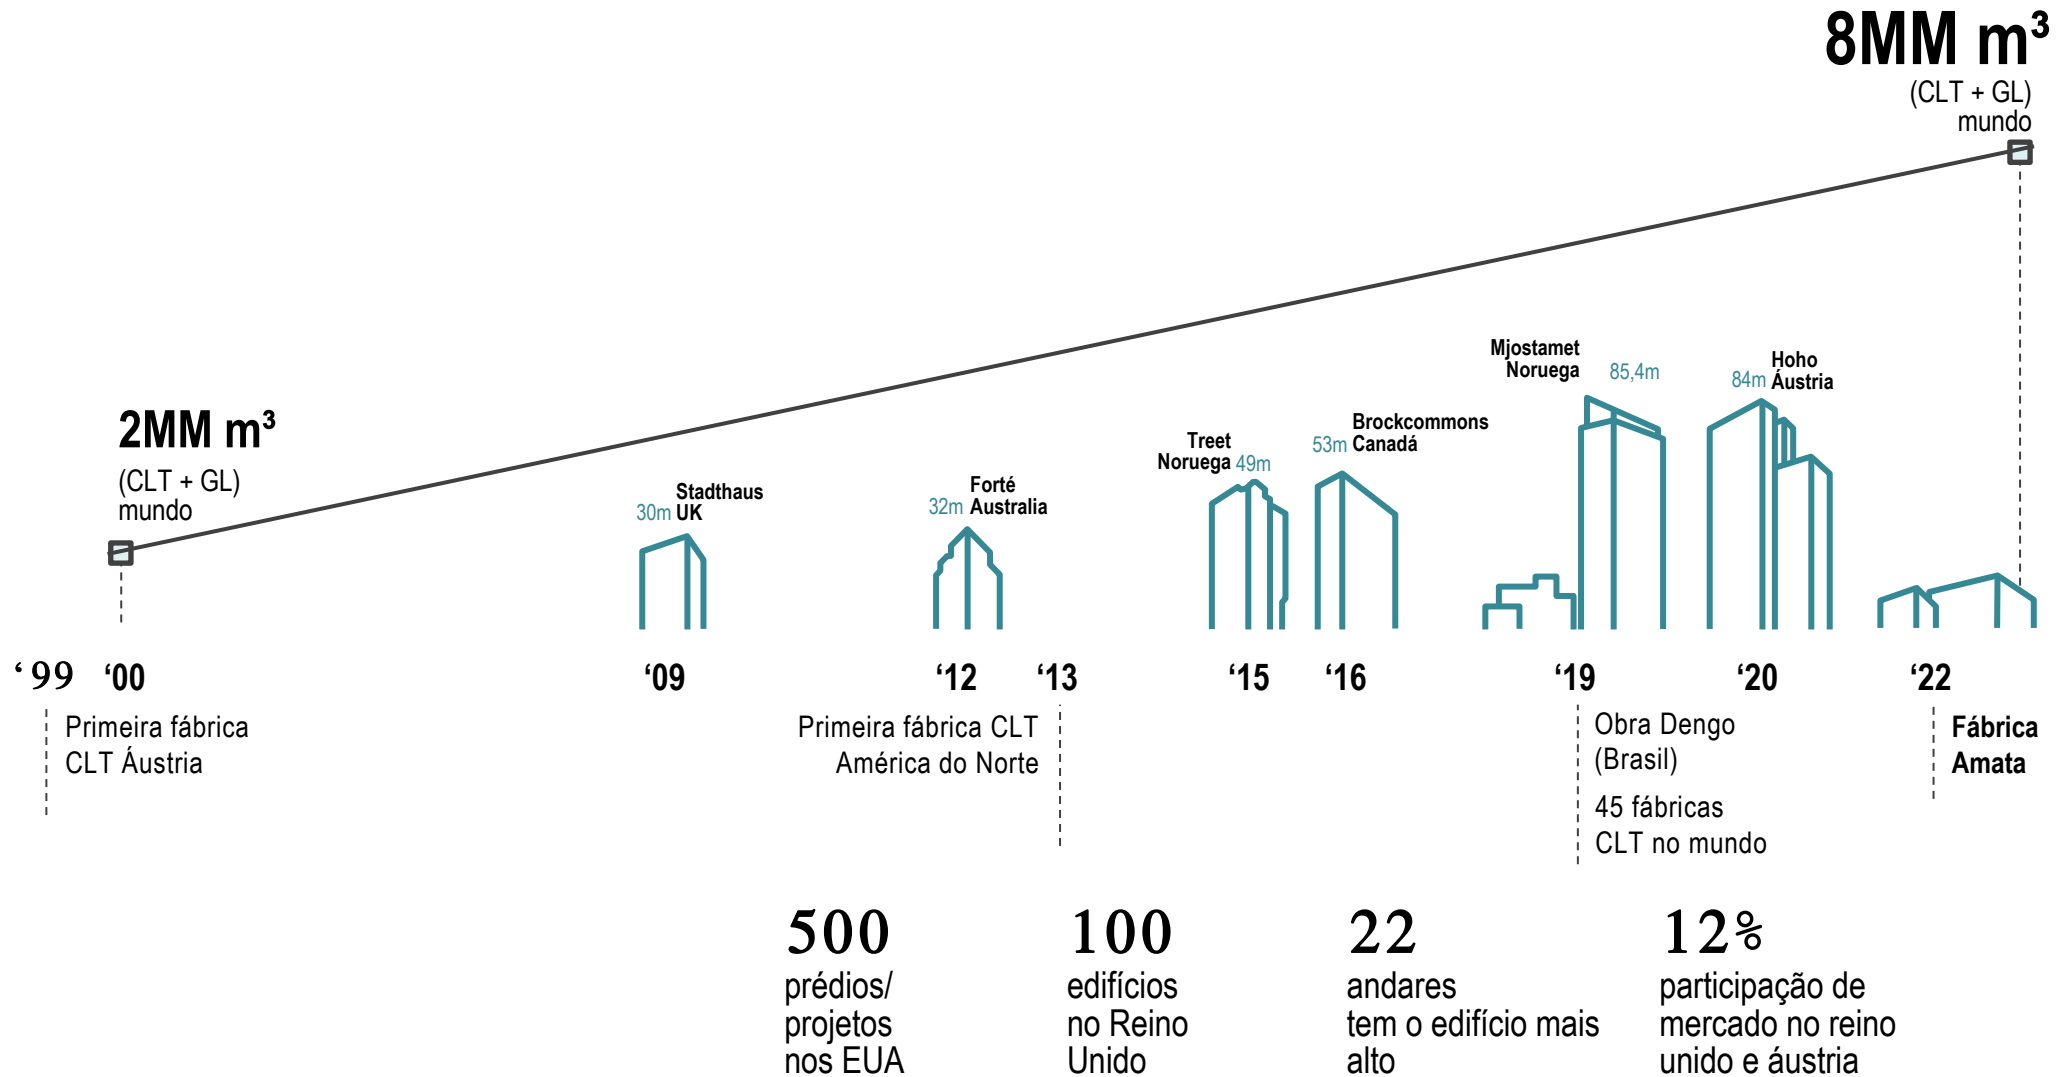 8MM m³
(CLT + GL)
mundo
2MM m³
(CLT + GL)
mundo
Stadthaus
30m UK
Forté
32m Australia
Treet
Noruega 49m
Brockcommons
53m Canadá
Mjostamet
Noruega 85,4m
Hoho
84m Áustria
‘99 ‘00 ‘09 ‘12 ‘13 ‘15 ‘16 ‘19 ‘20 ‘22
Primeira fábrica
CLT Áustria
Primeira fábrica CLT
América do Norte
Obra Dengo
(Brasil)
45 fábricas
CLT no mundo
Fábrica
Amata
500
prédios/
projetos
nos EUA
100
edifícios
no Reino
Unido
22
andares
tem o edifício mais
alto
12%
participação de
mercado no reino
unido e áustria